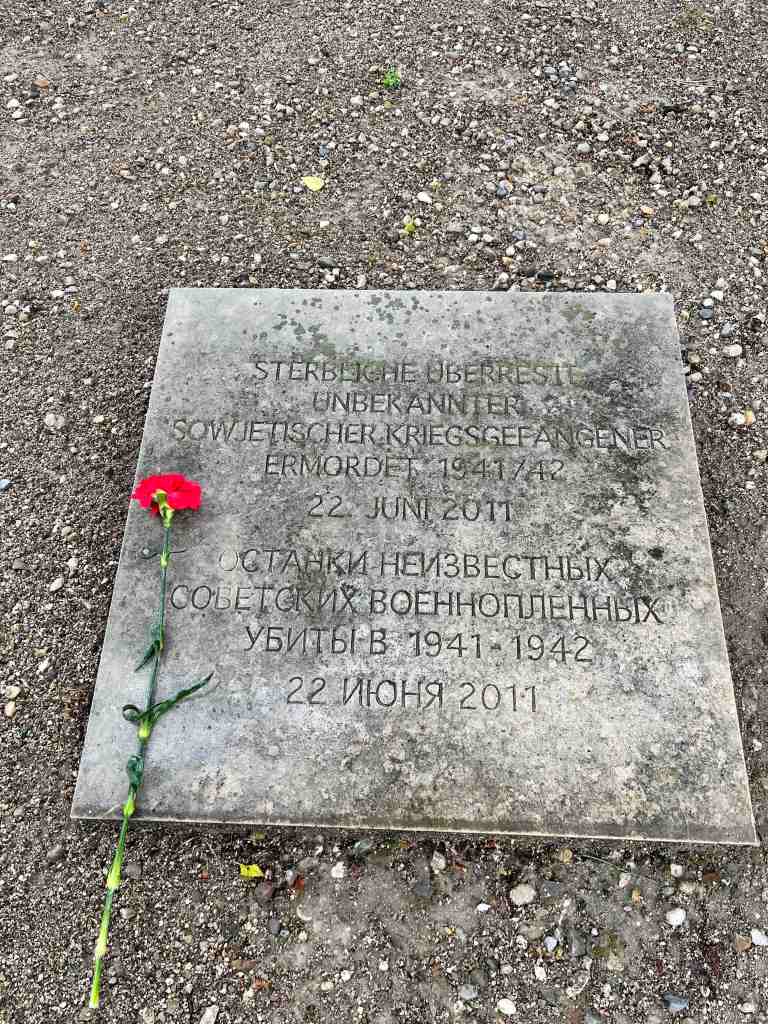 STERBLICHE ÜBERRESTE
UNBEKANNTER
SOWJETISCHER KRIEGSGEFANGENER
ERMORDET 1941/42
22. JUNI 2011
ОСТАНКИ НЕИЗВЕСТНЫХ
СОВЕТСКИХ ВОЕННОПЛЕННЫХ
УБИТЫ В 1941 - 1942
22 ИЮНЯ 2011